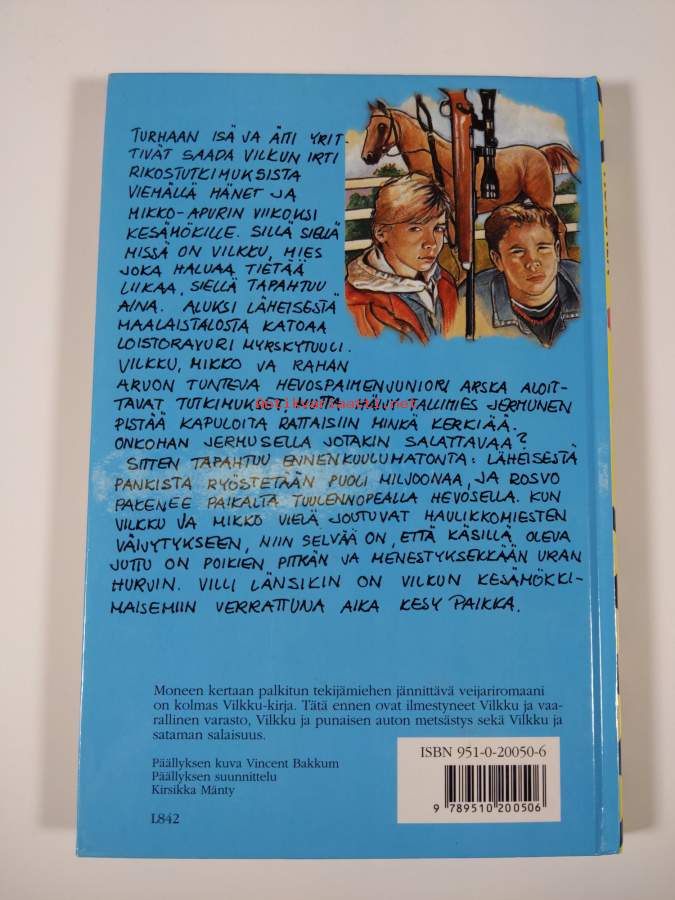 TURHAAN ISÄ JA ÄITI YRIT-
TIVÄT SAADA VILKUN IRTI
RIKOSTUTKIMUKSISTA
VIEMÄLLÄ HÄNET JA
MIKKO-APURIN VIIKOKSI
KESÄMÖKILLE. SILLÄ SIELLÄ
MISSÄ ON VILKKU, MIES
JOKA HALUAA TIETÄÄ
LIIKAA, SIELLÄ TAPAHTUU
AINA. ALUKSI LÄHEISESTÄ
MAALAISTALOSTA KATOAA
LOISTORAVURI MYRSKYTUULI.
VILKKU, MIKKO JA RAHAN
ARVON TUNTEVA HEVOSPAIMENJUNIORI ARSKA ALOIT-
TAVAT TUTKIMUKSET, MUTTA TALLIMIES JERMUNEN
PISTÄÄ KAPULOITA RATTAISIIN MINKÄ KERKIÄÄ.
ONKOHAN JERMUSELLA JOTAKIN SALATTAVAA?
SITTEN TAPAHTUU ENNENKUULUMATONTA: LÄHEISESTÄ
PANKISTA RYÖSTETÄÄN PUOLI MILJOONAA, JA ROSVO
PAKENEE PAIKALTA TUULENNOPEALLA HEVOSELLA. KUN
VILKKU JA MIKKO VIELÄ JOUTUVAT HAULIKKOMIESTEN
VÄIJYTYKSEEN, NIIN SELVÄÄ ON, ETTÄ KÄSILLÄ OLEVA
JUTTU ON POIKIEN PITKÄN JA MENESTYKSEKKÄÄN URAN
HURJIN. VILLI LÄNSIKIN ON VILKUN KESÄMÖKKI-
MAISEMIIN VERRATTUNA AIKA KESY PAIKKA.
Moneen kertaan palkitun tekijämiehen jännittävä veijariromaani
on kolmas Vilkku-kirja. Tätä ennen ovat ilmestyneet Vilkku ja vaa-
rallinen varasto, Vilkku ja punaisen auton metsästys sekä Vilkku ja
sataman salaisuus.
Päällyksen kuva Vincent Bakkum
Päällyksen suunnittelu
Kirsikka Mänty
L842
ISBN 951-0-20050-6
9 789510 200506